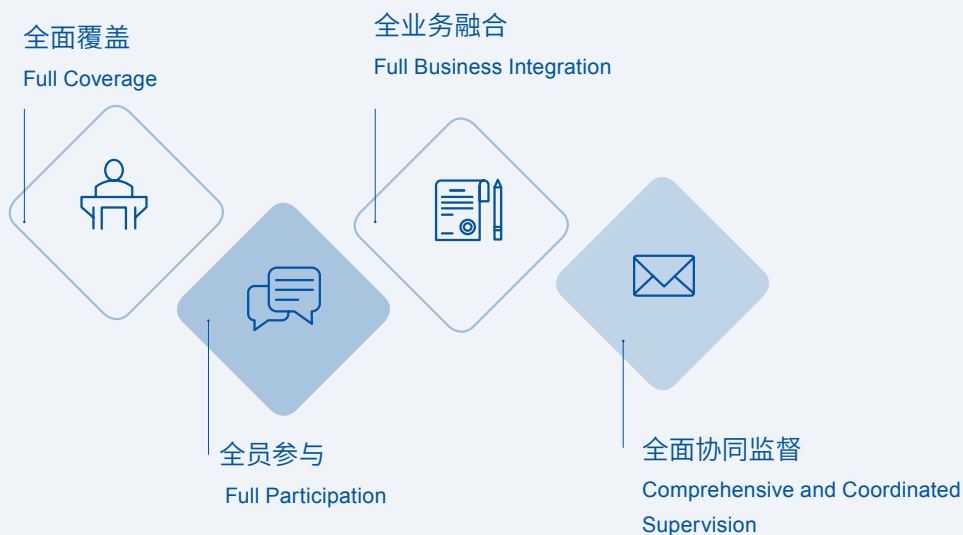 全面覆盖
Full Coverage
全业务融合
Full Business Integration
全员参与
Full Participation
全面协同监督
Comprehensive and Coordinated
Supervision